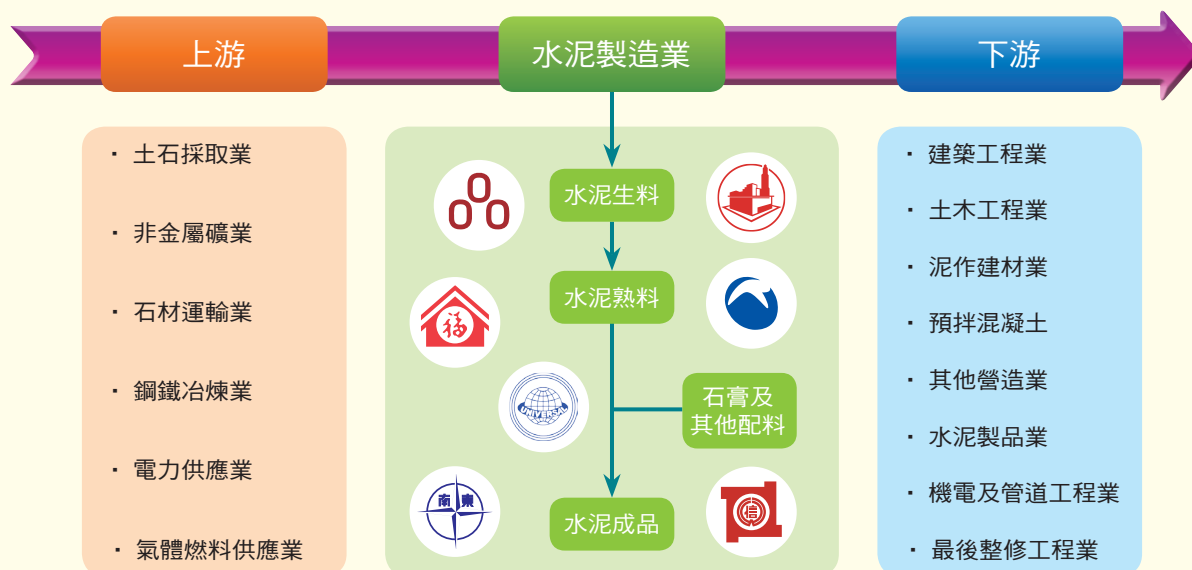 上游
水泥製造業
下游
・ 土石採取業
・ 非金屬礦業
・ 石材運輸業
・ 鋼鐵冶煉業
・ 電力供應業
・ 氣體燃料供應業
水泥生料
水泥熟料
福
UNIVERSAL
石膏及
其他配料
南東
信
水泥成品
・ 建築工程業
・ 土木工程業
・ 泥作建材業
・ 預拌混凝土
・ 其他營造業
・ 水泥製品業
・ 機電及管道工程業
・ 最後整修工程業